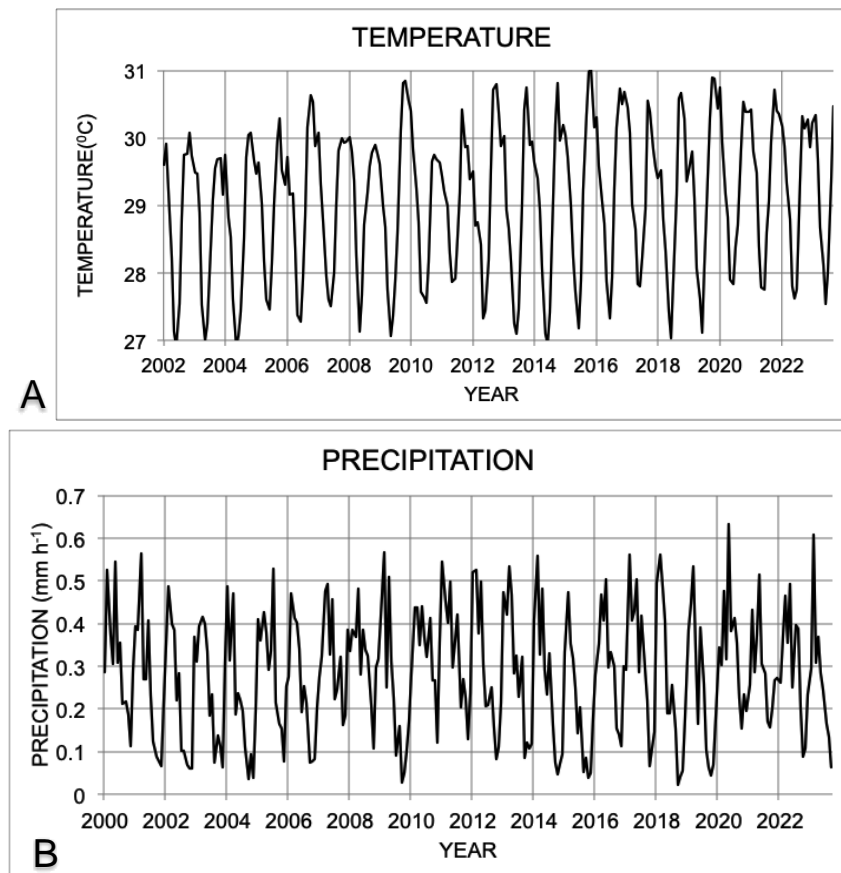 TEMPERATURE
TEMPERATURE(⁰C)
31
30
29
28
27
2002 2004 2006 2008 2010 2012 2014 2016 2018 2020 2022
YEAR
A
PRECIPITATION
PRECIPITATION (mm h⁻¹)
0.7
0.6
0.5
0.4
0.3
0.2
0.1
0
2000 2002 2004 2006 2008 2010 2012 2014 2016 2018 2020 2022
YEAR
B